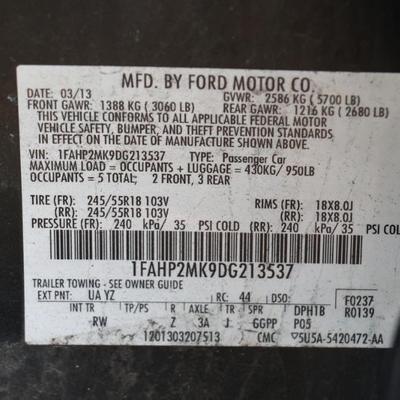 MFD. BY FORD MOTOR CO.
DATE: 03/13 GVWR: 2586 KG (5700 LB)
FRONT GAWR: 1388 KG (3060 LB) REAR GAWR: 1216 KG (2680 LB)
THIS VEHICLE CONFORMS TO ALL APPLICABLE FEDERAL MOTOR
VEHICLE SAFETY, BUMPER, AND THEFT PREVENTION STANDARDS
IN EFFECT ON THE DATE OF MANUFACTURE SHOWN ABOVE.
VIN: 1FAHP2MK9DG213537 TYPE: Passenger Car
MAXIMUM LOAD = OCCUPANTS + LUGGAGE = 430KG/950LB
OCCUPANTS = 5 TOTAL; 2 FRONT, 3 REAR
TIRE (FR): 245/55R18 103V RIMS (FR): 18X8.0J
(RR): 245/55R18 103V (RR): 18X8.0J
PRESSURE (FR): 240 kPa/ 35 PSI COLD (RR): 240 kPa/ 35 PSI COLD
1FAHP2MK9DG213537
TRAILER TOWING - SEE OWNER GUIDE
EXT PNT: UA YZ RC: 44 DSO: F0237
INT TR TP/PS R AXLE TR SPR DPH1B R0139
RW Z 3A J GGPP P05
1201303207513 CMC 5U5A-5420472-AA